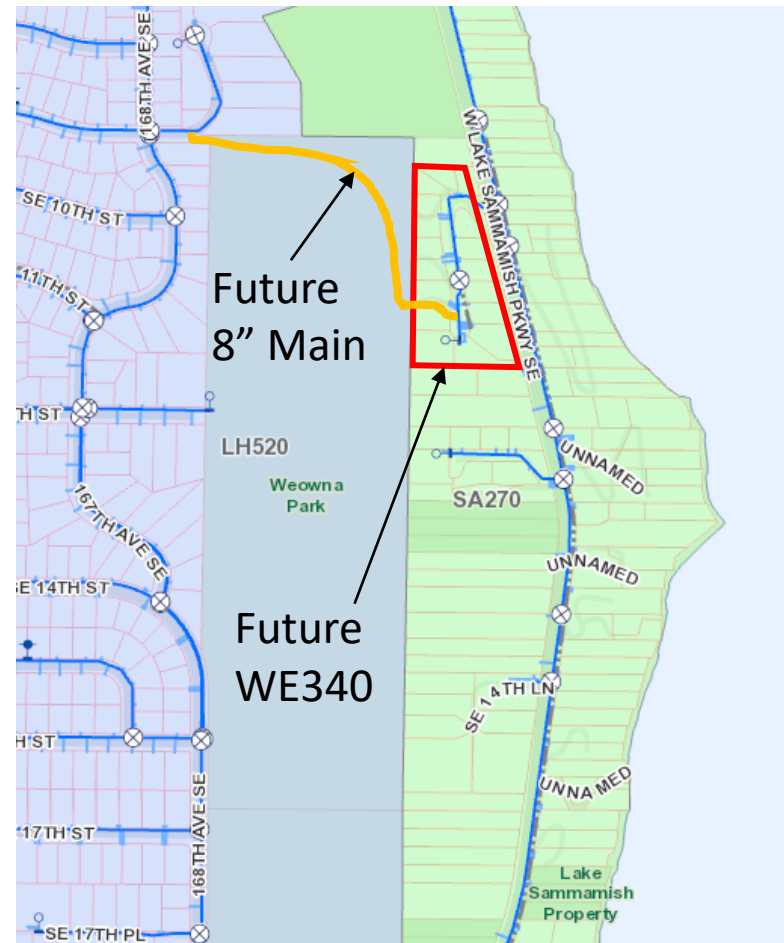 168TH AVE SE
W LAKE SAMMAMISH PKWY SE
SE 10TH ST
11TH ST
Future
8” Main
H ST
LH520
Weowna
Park
SA270
UNNAMED
167TH AVE SE
UNNAMED
SE 14TH ST
Future
WE340
SE 14TH LN
H ST
UNNAMED
17TH ST
168TH AVE SE
Lake
Sammamish
Property
SE 17TH PL